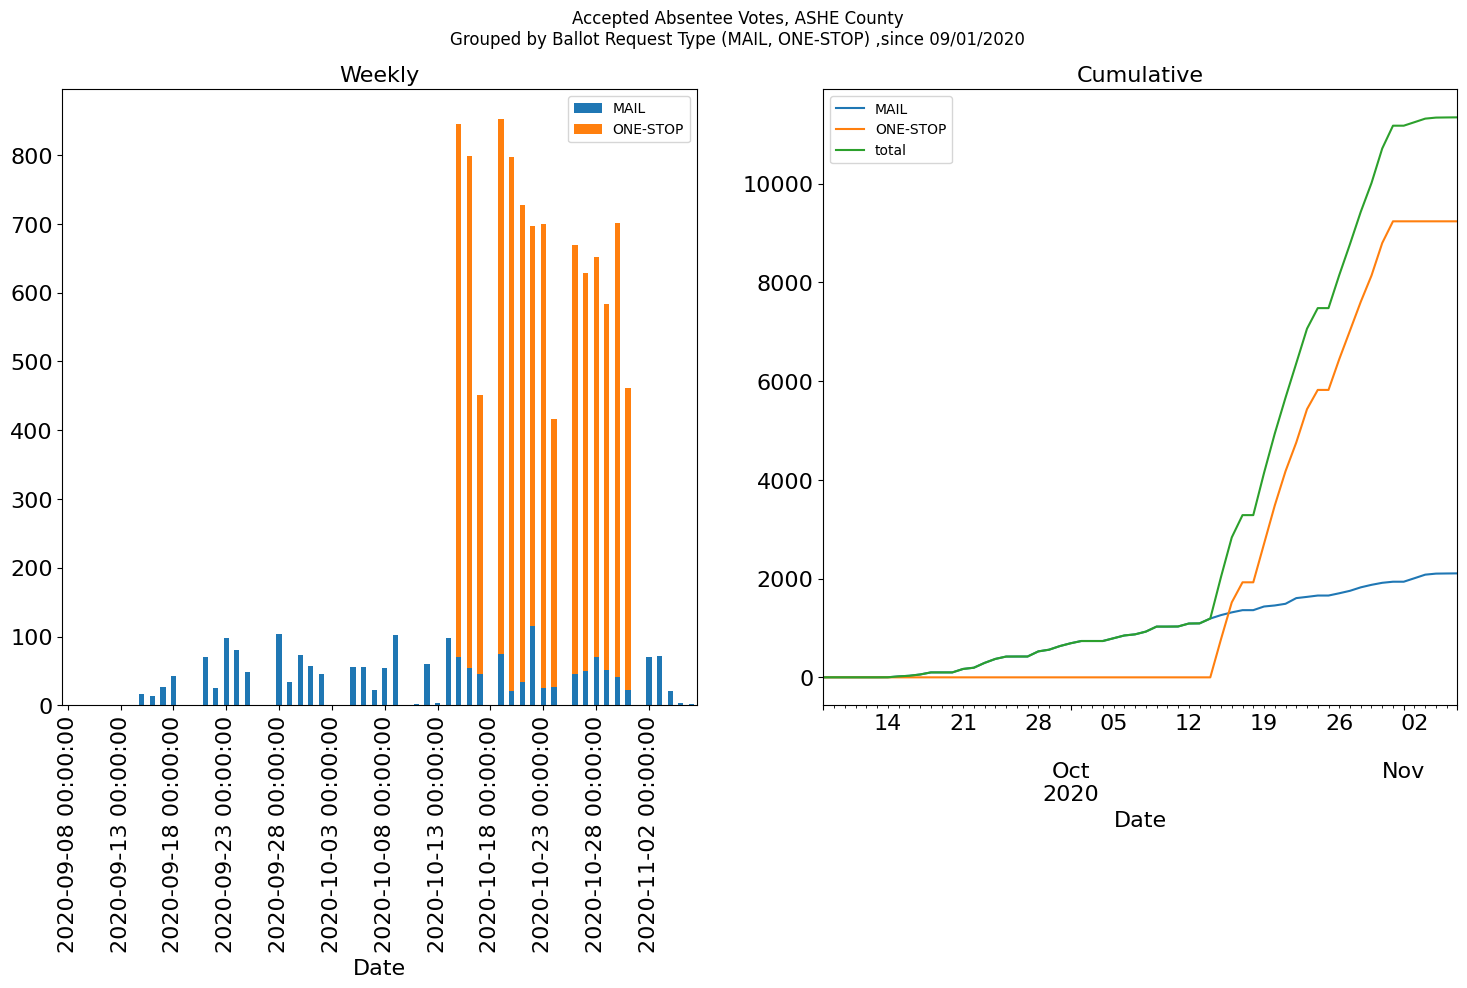 Accepted Absentee Votes, ASHE County
Grouped by Ballot Request Type (MAIL, ONE-STOP) ,since 09/01/2020
Weekly
MAIL
ONE-STOP
800
700
600
500
400
300
200
100
0
2020-09-08 00:00:00
2020-09-13 00:00:00
2020-09-18 00:00:00
2020-09-23 00:00:00
2020-09-28 00:00:00
2020-10-03 00:00:00
2020-10-08 00:00:00
2020-10-13 00:00:00
2020-10-18 00:00:00
2020-10-23 00:00:00
2020-10-28 00:00:00
2020-11-02 00:00:00
Date
Cumulative
MAIL
ONE-STOP
total
10000
8000
6000
4000
2000
0
14 21 28 05 12 19 26 02
Oct Nov
2020
Date